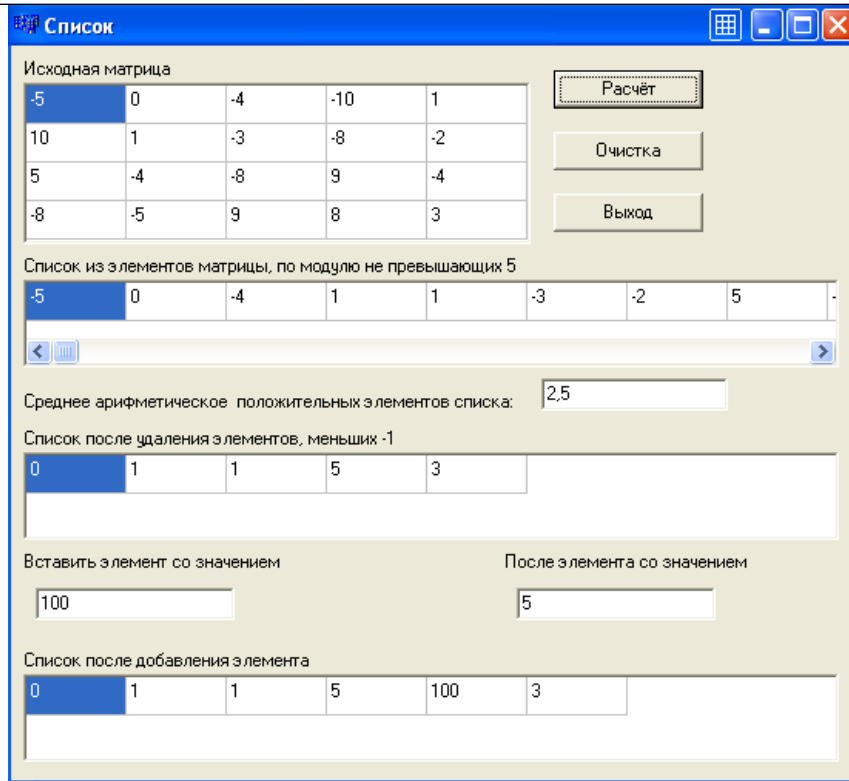 Список
Исходная матрица
-5 0 -4 -10 1
10 1 -3 -8 -2
5 -4 -8 9 -4
-8 -5 9 8 3
Расчёт
Очистка
Выход
Список из элементов матрицы, по модулю не превышающих 5
-5 0 -4 1 1 -3 -2 5 -
Среднее арифметическое положительных элементов списка: 2,5
Список после удаления элементов, меньших -1
0 1 1 5 3
Вставить элемент со значением После элемента со значением
100 5
Список после добавления элемента
0 1 1 5 100 3